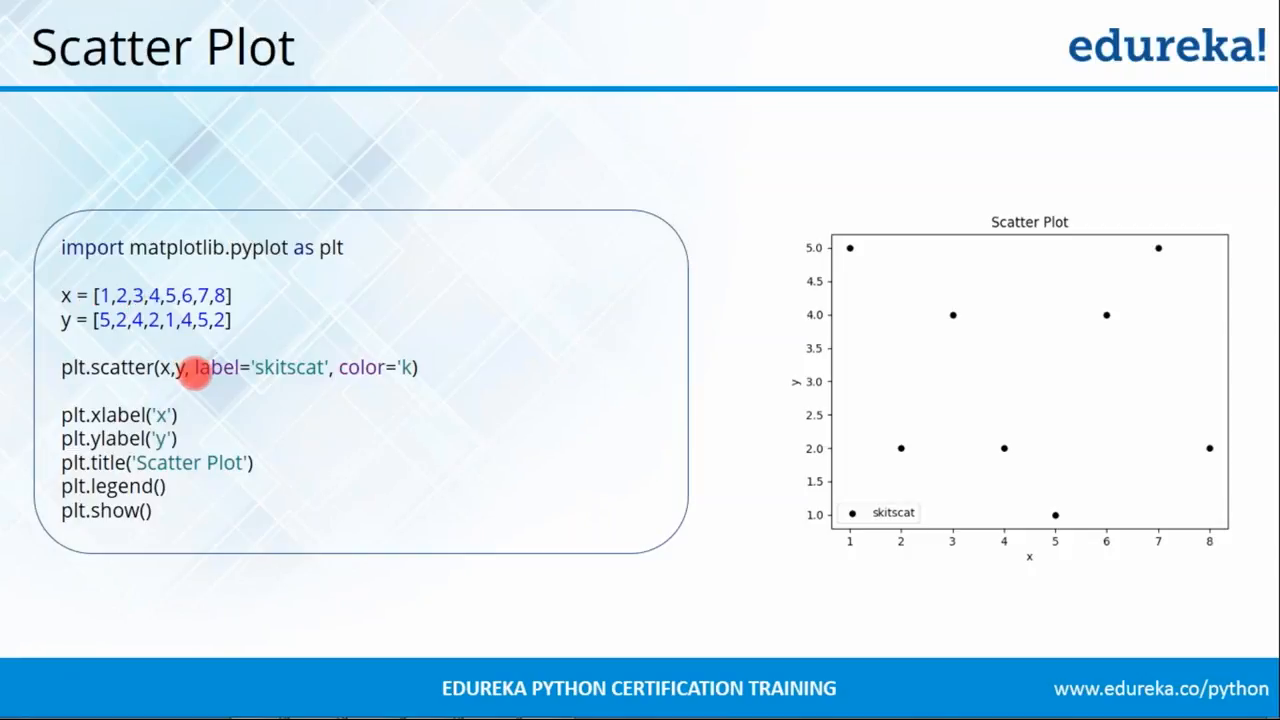 Scatter Plot
edureka!
import matplotlib.pyplot as plt
x = [1,2,3,4,5,6,7,8]
y = [5,2,4,2,1,4,5,2]
plt.scatter(x,y, label='skitscat', color='k)
plt.xlabel('x')
plt.ylabel('y')
plt.title('Scatter Plot')
plt.legend()
plt.show()
Scatter Plot
5.0
4.5
4.0
3.5
3.0
2.5
2.0
1.5
1.0
y
skitscat
1 2 3 4 5 6 7 8
x
EDUREKA PYTHON CERTIFICATION TRAINING
www.edureka.co/python